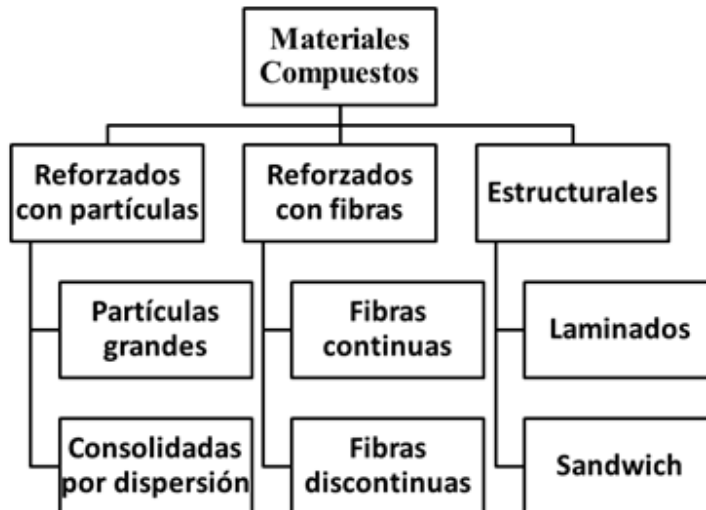 Materiales
Compuestos
Reforzados
con partículas
Reforzados
con fibras
Estructurales
Partículas
grandes
Fibras
continuas
Laminados
Consolidadas
por dispersión
Fibras
discontinuas
Sandwich